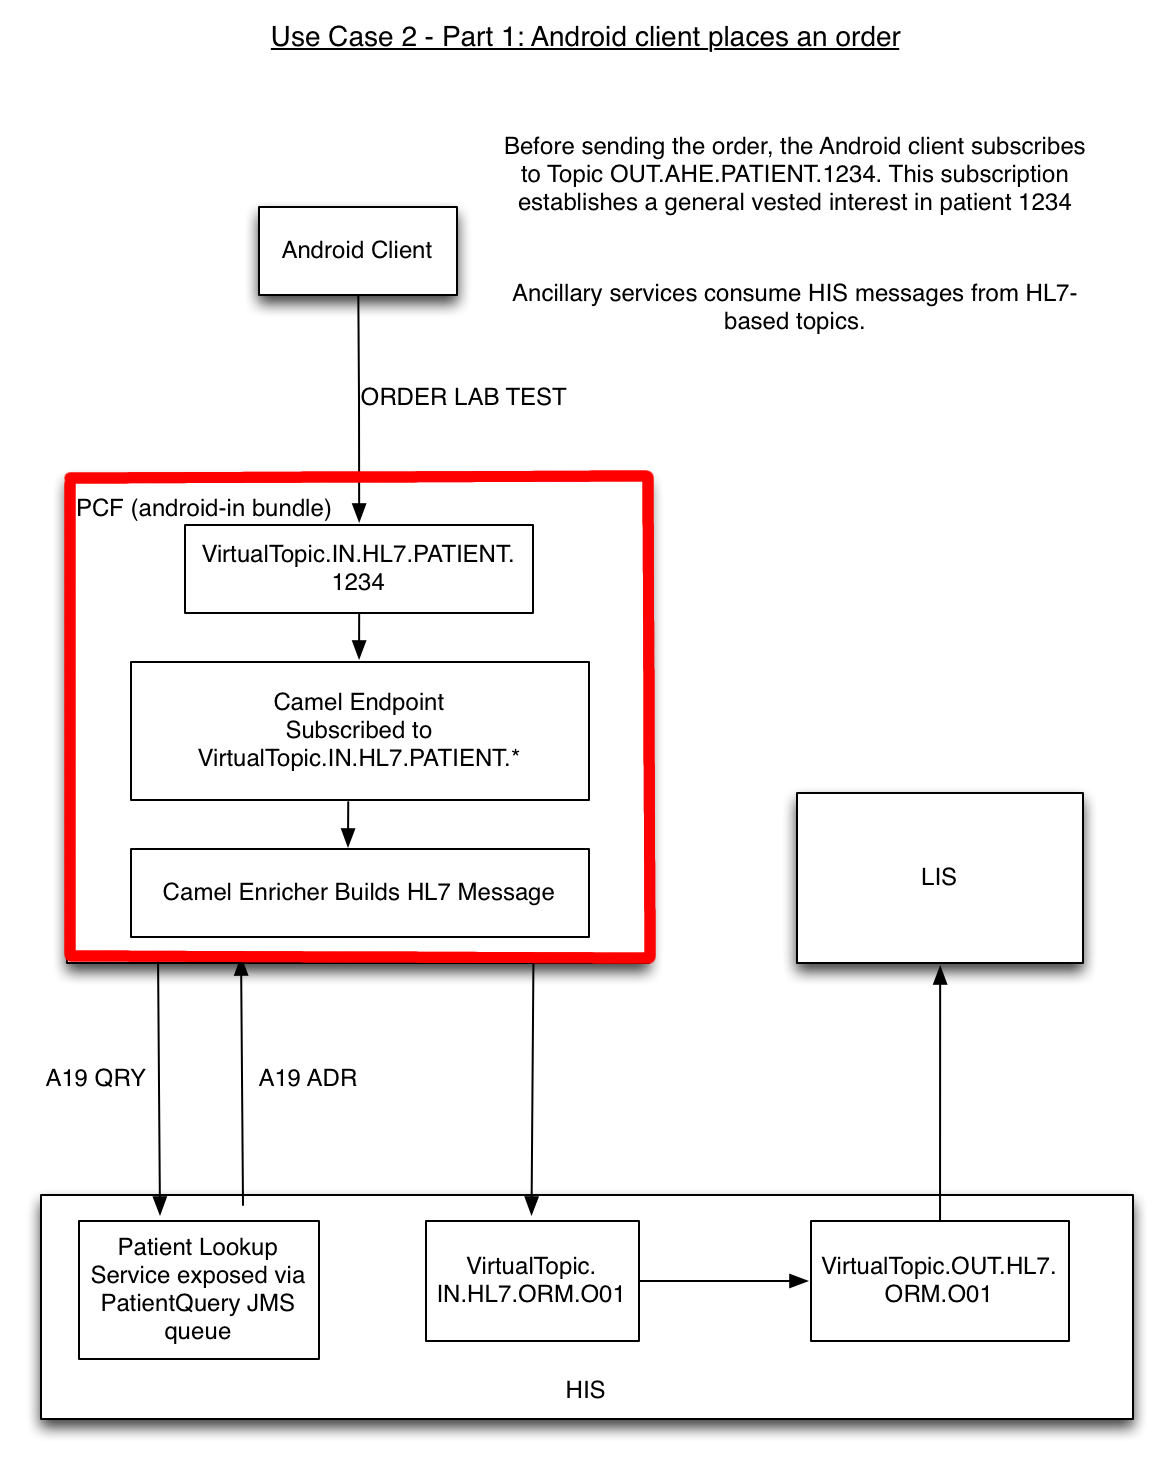 Use Case 2 - Part 1: Android client places an order
Before sending the order, the Android client subscribes
to Topic OUT.AHE.PATIENT.1234. This subscription
establishes a general vested interest in patient 1234
Android Client
Ancillary services consume HIS messages from HL7-
based topics.
ORDER LAB TEST
PCF (android-in bundle)
VirtualTopic.IN.HL7.PATIENT.
1234
Camel Endpoint
Subscribed to
VirtualTopic.IN.HL7.PATIENT.*
Camel Enricher Builds HL7 Message
LIS
A19 QRY
A19 ADR
Patient Lookup
Service exposed via
PatientQuery JMS
queue
VirtualTopic.
IN.HL7.ORM.O01
VirtualTopic.OUT.HL7.
ORM.O01
HIS